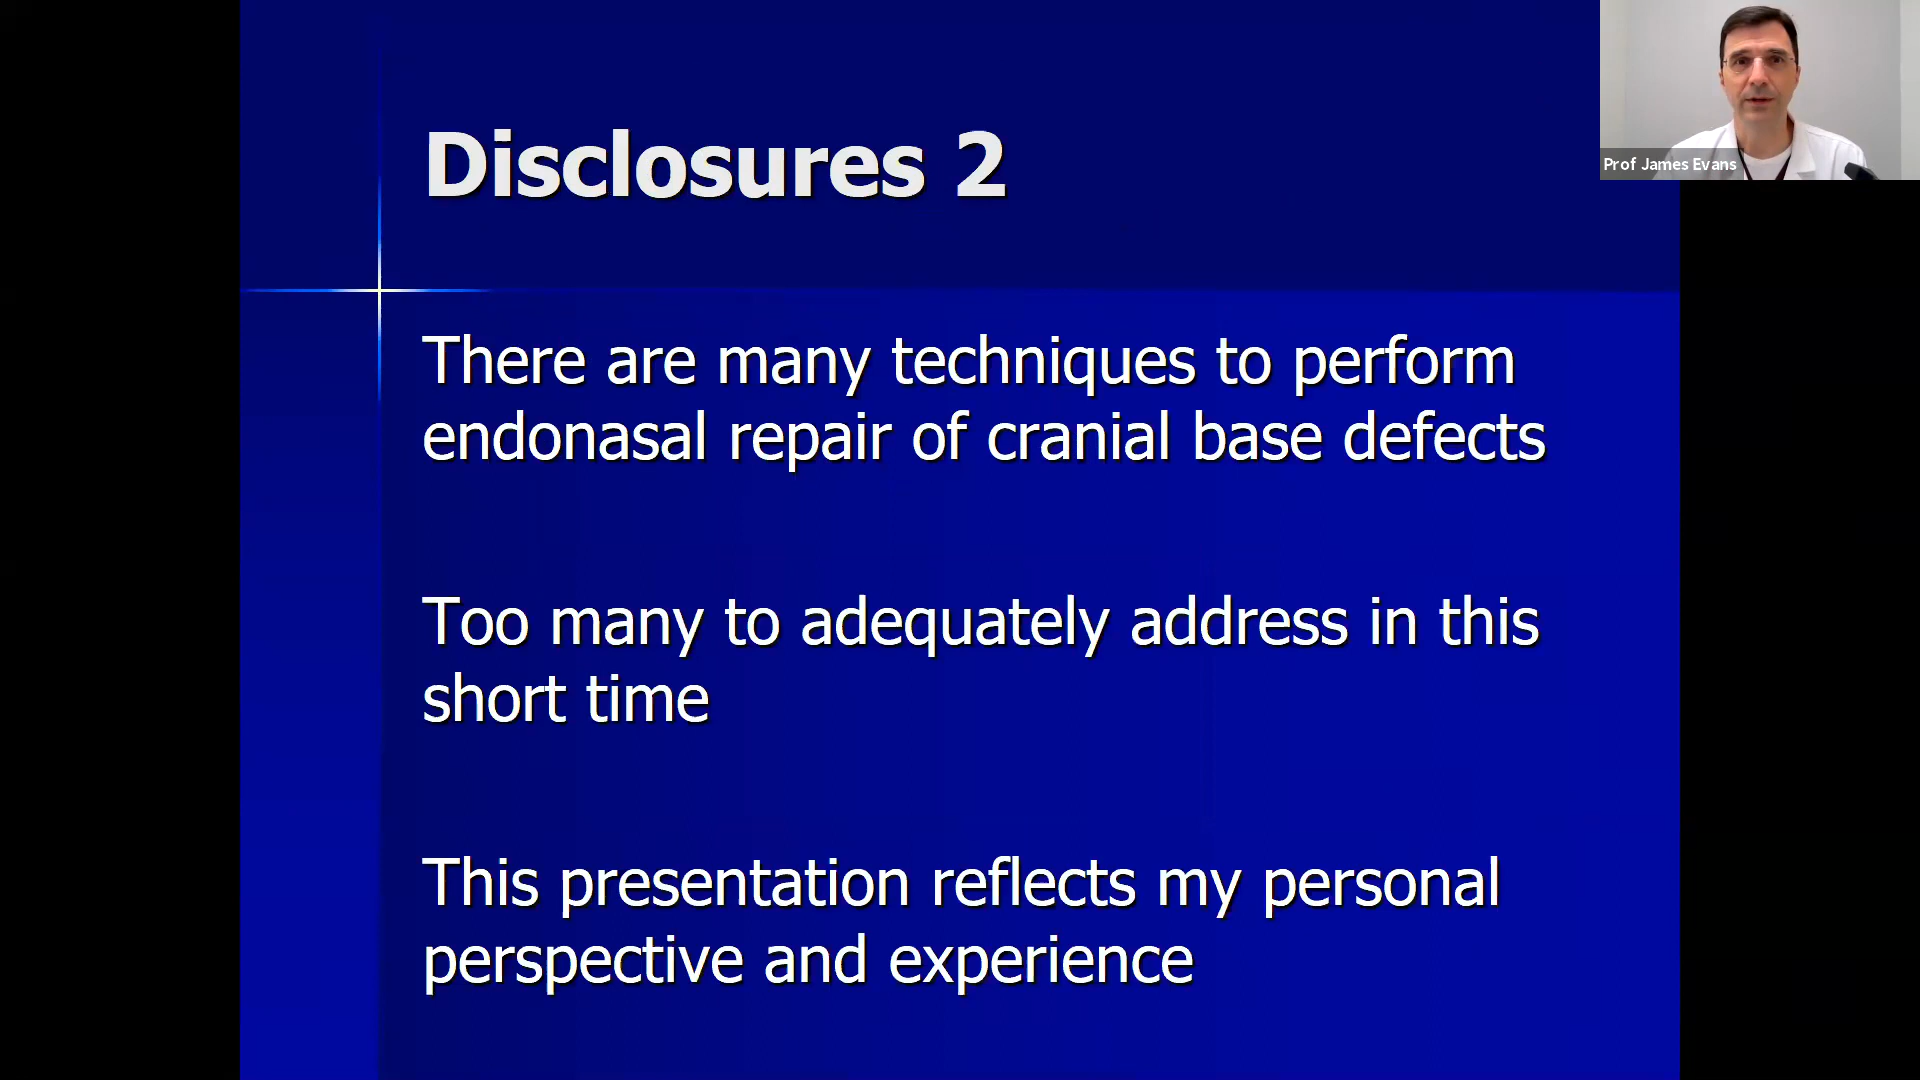 Disclosures 2
Prof James Evans
There are many techniques to perform
endonasal repair of cranial base defects
Too many to adequately address in this
short time
This presentation reflects my personal
perspective and experience